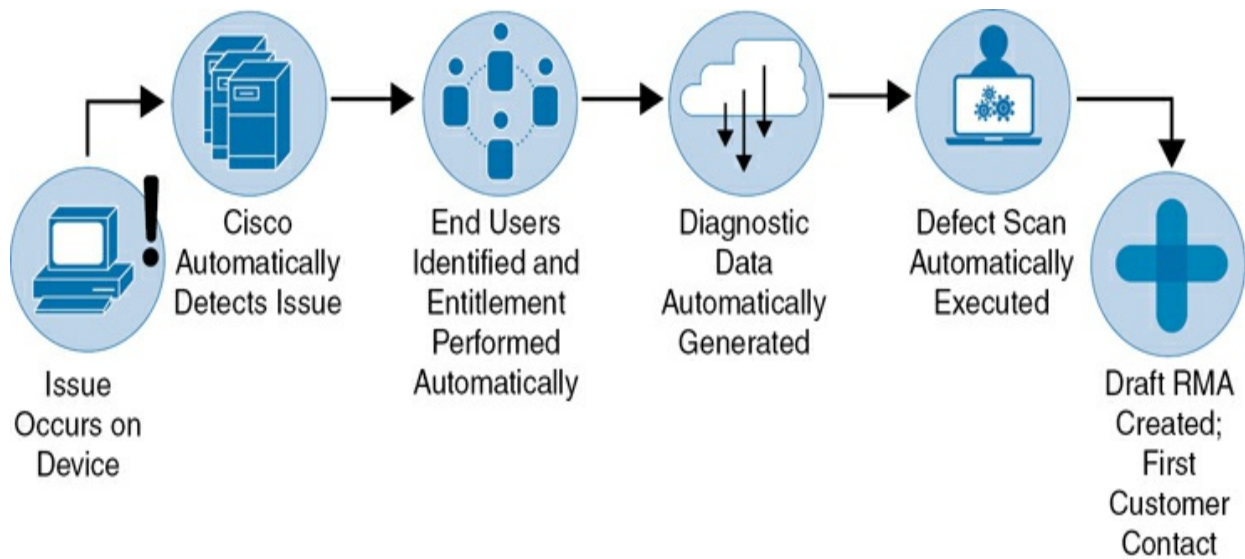 Issue
Occurs on
Device
Cisco
Automatically
Detects Issue
End Users
Identified and
Entitlement
Performed
Automatically
Diagnostic
Data
Automatically
Generated
Defect Scan
Automatically
Executed
Draft RMA
Created;
First
Customer
Contact